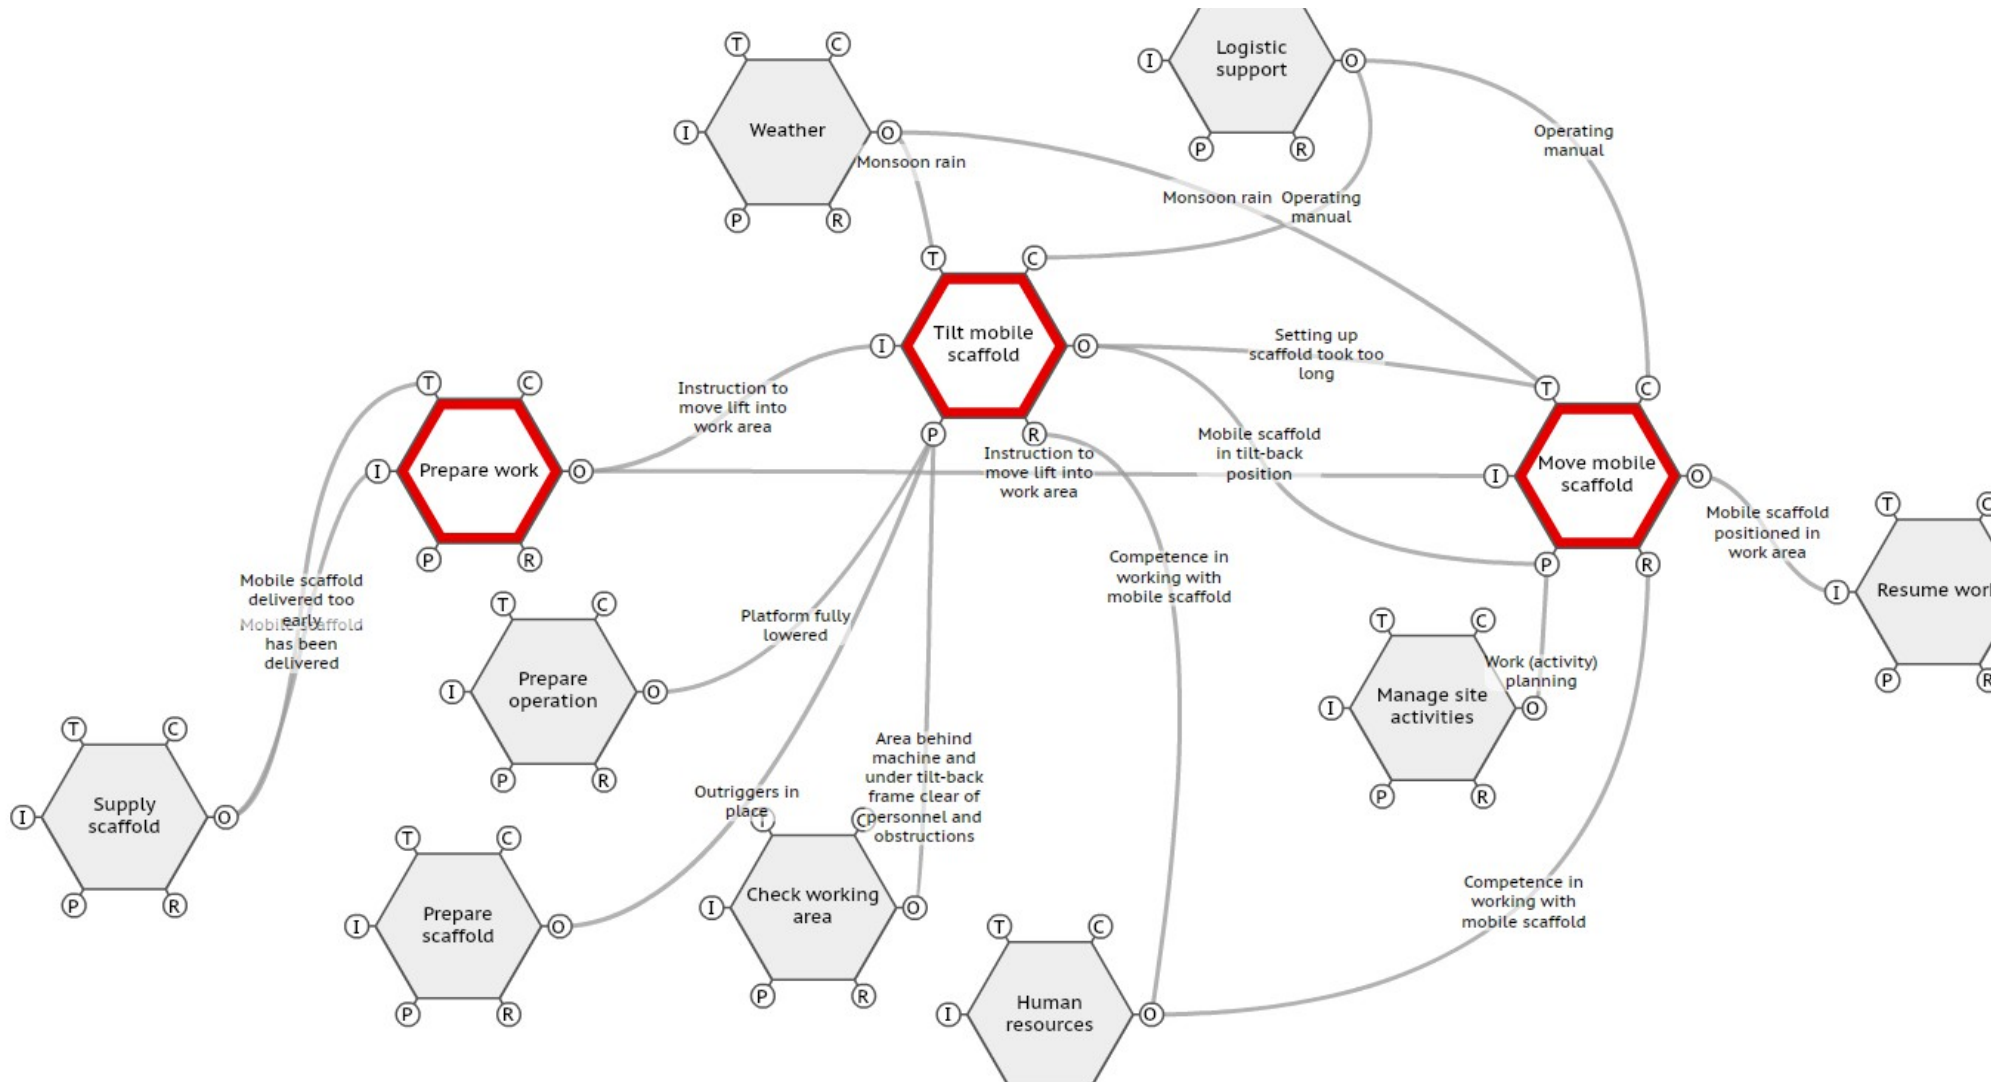 T
C
I
Weather
O
P
R
Logistic
support
I
O
P
R
Operating
manual
Monsoon rain
Monsoon rain
Operating
manual
T
C
I
Tilt mobile
scaffold
O
P
R
Setting up
scaffold took too
long
T
C
I
Prepare work
O
P
R
Instruction to
move lift into
work area
Instruction to
move lift into
work area
Mobile scaffold
in tilt-back
position
T
C
I
Move mobile
scaffold
O
P
R
Mobile scaffold
positioned in
work area
T
C
I
Resume work
P
R
Mobile scaffold
delivered too
early
Mobile scaffold
has been
delivered
Competence in
working with
mobile scaffold
T
C
I
Prepare
operation
O
P
R
Platform fully
lowered
T
C
I
Manage site
activities
O
P
R
Work (activity)
planning
T
C
I
Supply
scaffold
O
P
R
Outriggers in
place
Area behind
machine and
under tilt-back
frame clear of
personnel and
obstructions
T
C
I
Prepare
scaffold
O
P
R
T
C
I
Check working
area
O
P
R
T
C
I
Human
resources
O
Competence in
working with
mobile scaffold